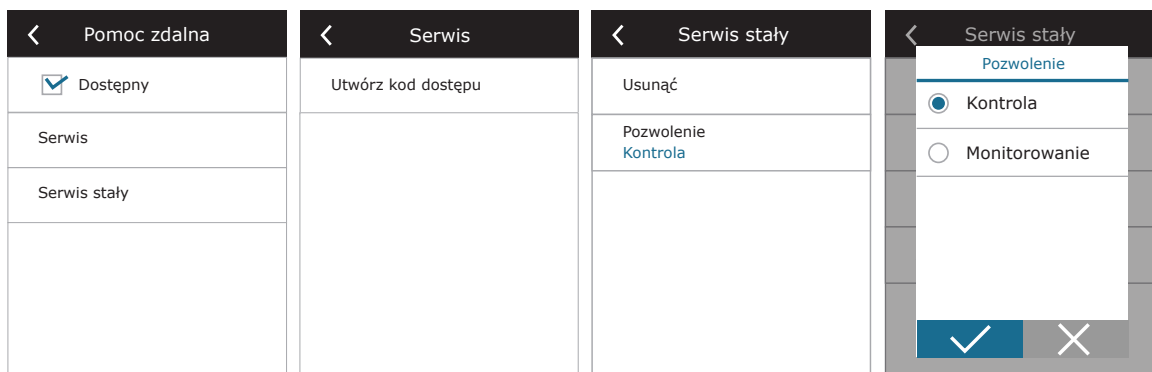 Pomoc zdalna
Dostępny
Serwis
Serwis stały
Serwis
Utwórz kod dostępu
Serwis stały
Usunąć
Pozwolenie
Kontrola
Serwis stały
Pozwolenie
Kontrola
Monitorowanie